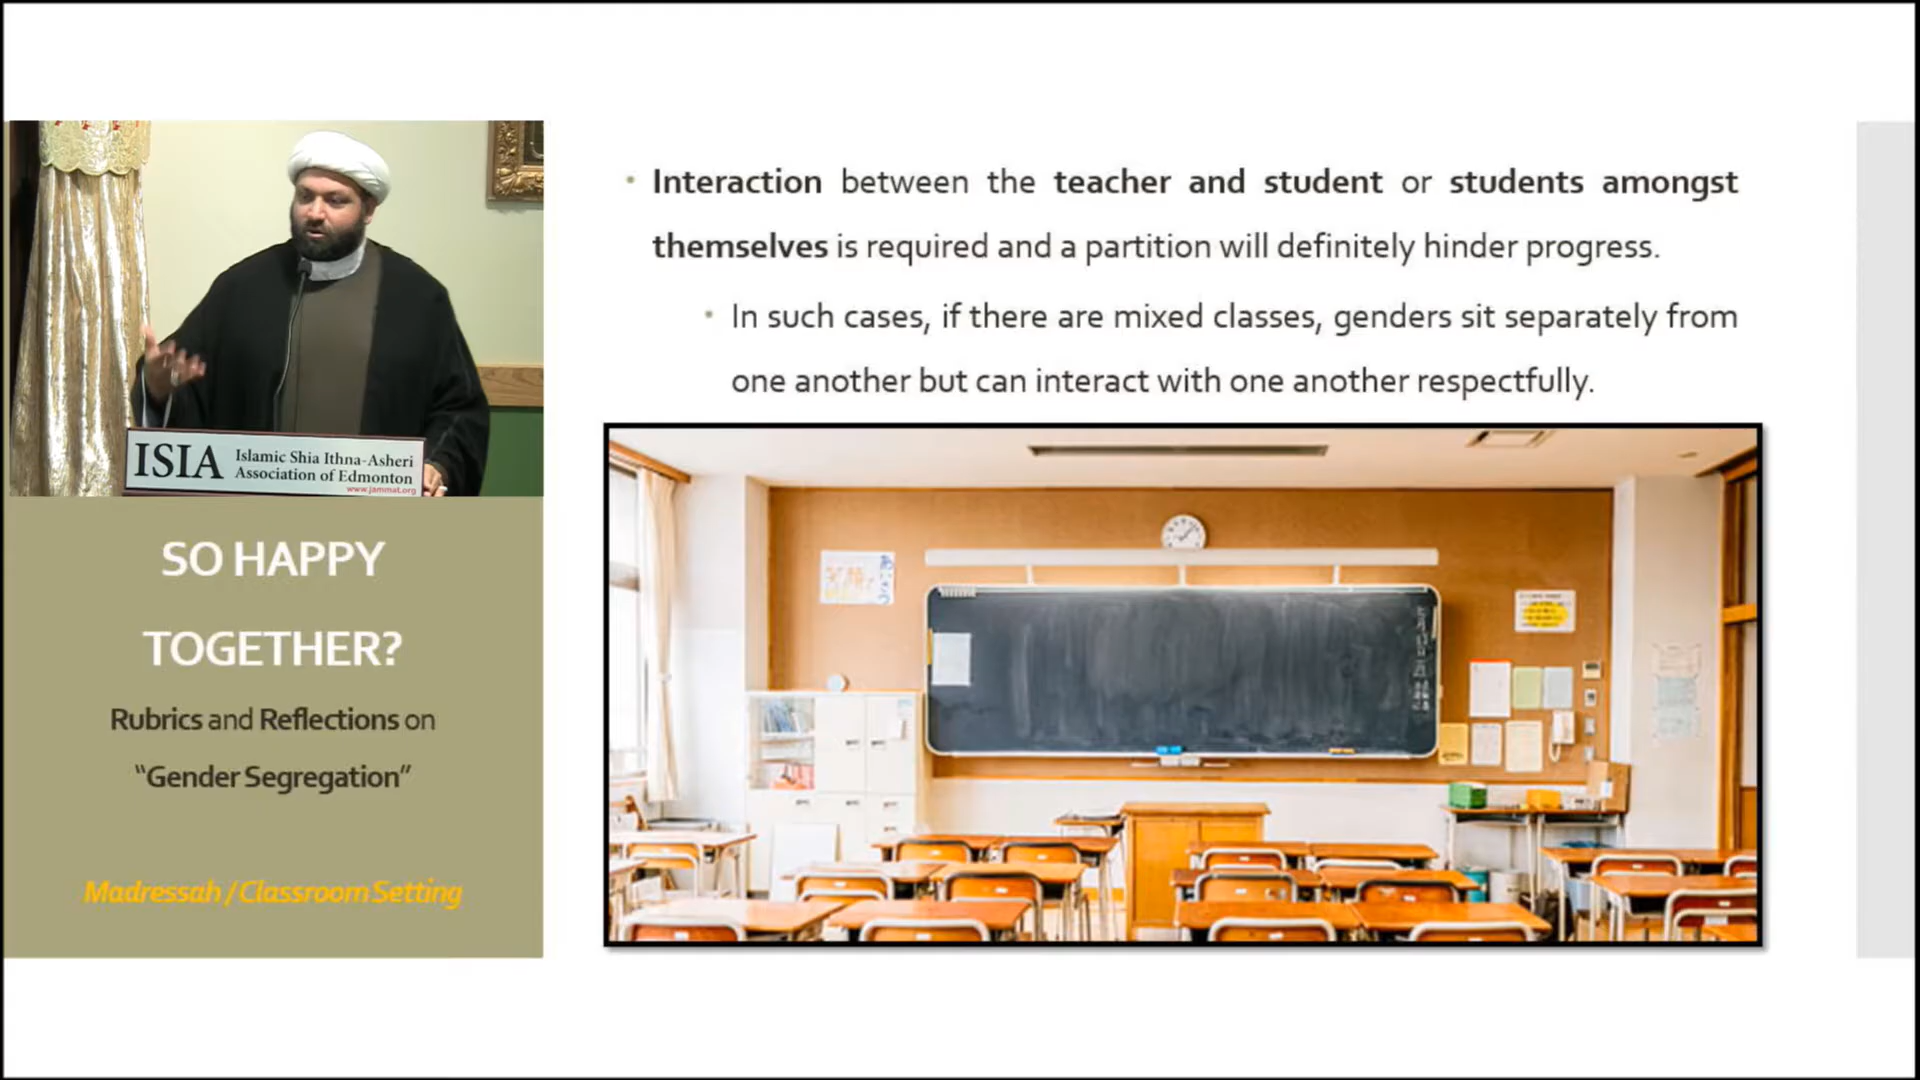 • Interaction between the teacher and student or students amongst
themselves is required and a partition will definitely hinder progress.
• In such cases, if there are mixed classes, genders sit separately from
one another but can interact with one another respectfully.
ISIA
Islamic Shia Ithna-Asheri
Association of Edmonton
www.jammat.org
SO HAPPY
TOGETHER?
Rubrics and Reflections on
“Gender Segregation”
Madressah / Classroom Setting